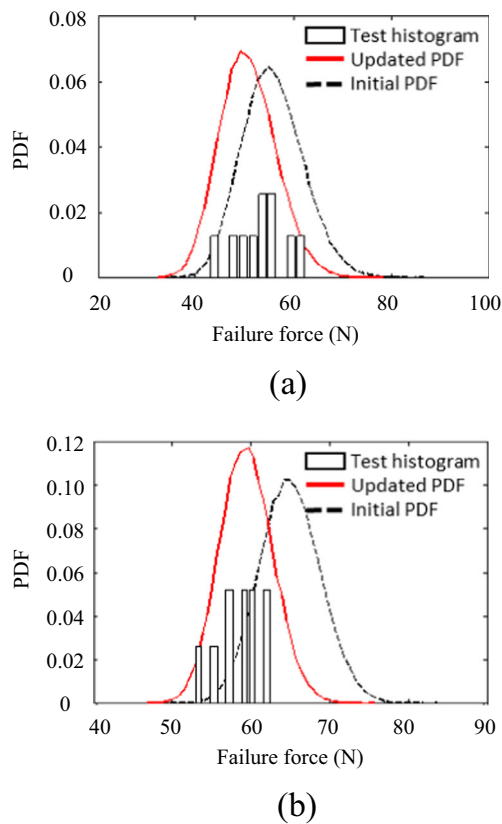 0.08
Test histogram
Updated PDF
Initial PDF
0.06
PDF
0.04
0.02
0
20 40 60 80 100
Failure force (N)
(a)
0.12
Test histogram
Updated PDF
Initial PDF
0.10
0.08
PDF
0.06
0.04
0.02
0
40 50 60 70 80 90
Failure force (N)
(b)